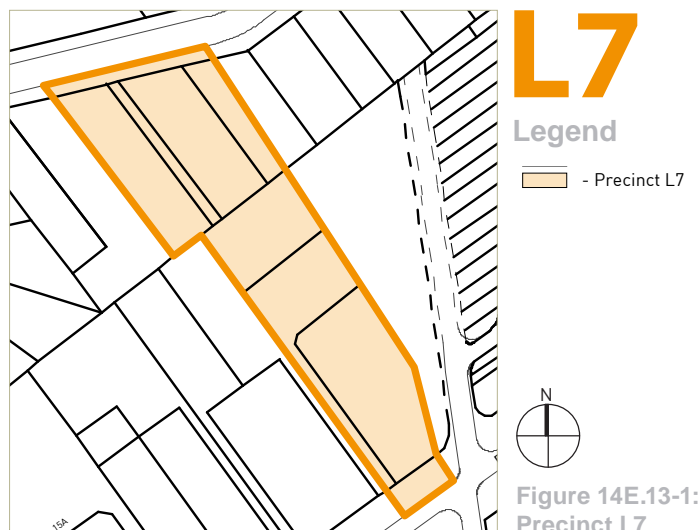 L7
Legend
- Precinct L7
N
Figure 14E.13-1:
Precinct L7
15A